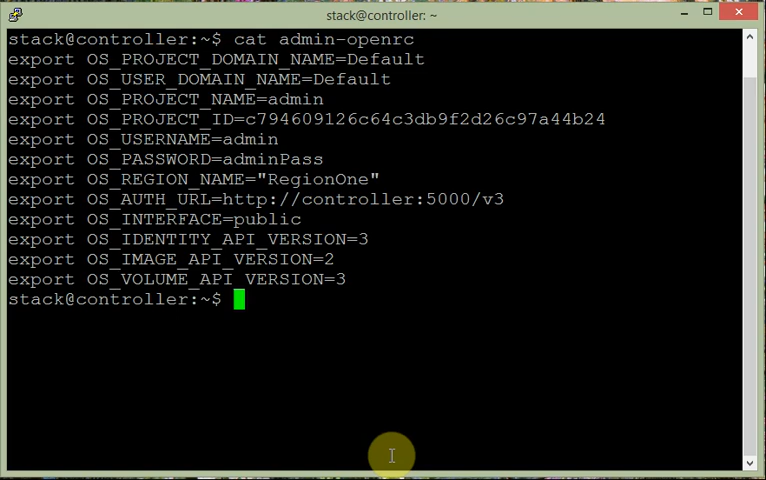 stack@controller: ~
stack@controller:~$ cat admin-openrc
export OS_PROJECT_DOMAIN_NAME=Default
export OS_USER_DOMAIN_NAME=Default
export OS_PROJECT_NAME=admin
export OS_PROJECT_ID=c794609126c64c3db9f2d26c97a44b24
export OS_USERNAME=admin
export OS_PASSWORD=adminPass
export OS_REGION_NAME="RegionOne"
export OS_AUTH_URL=http://controller:5000/v3
export OS_INTERFACE=public
export OS_IDENTITY_API_VERSION=3
export OS_IMAGE_API_VERSION=2
export OS_VOLUME_API_VERSION=3
stack@controller:~$